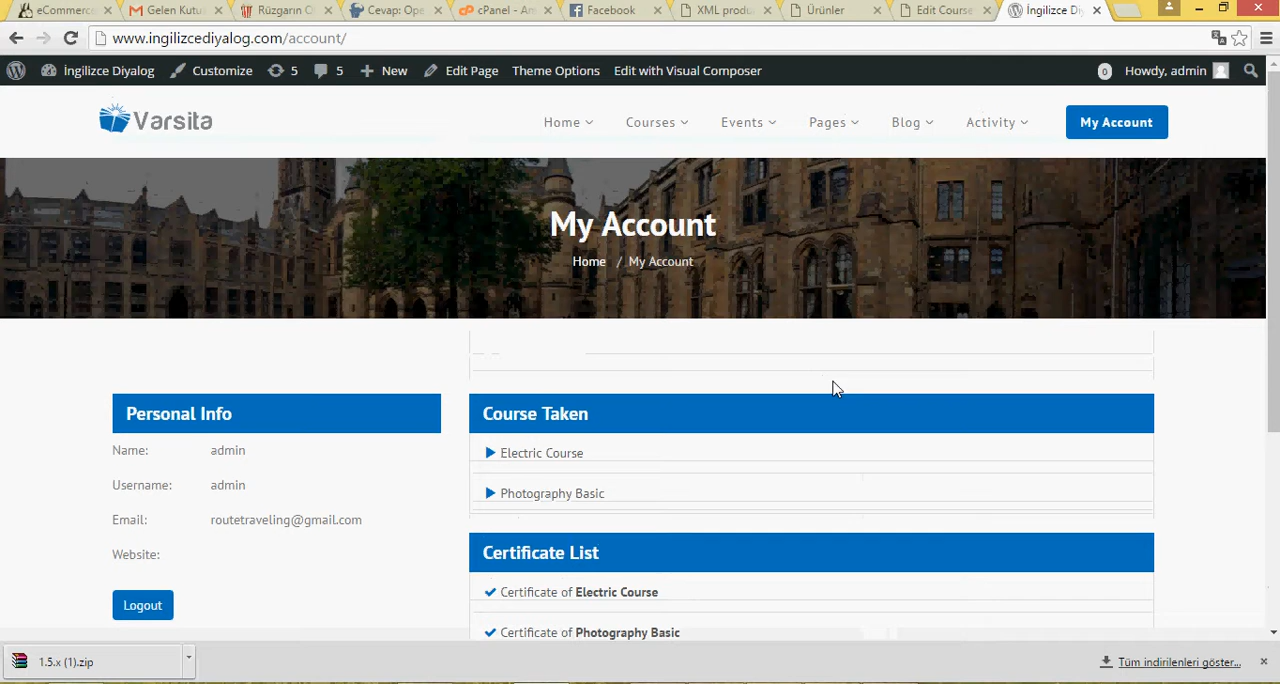 eCommerce
Gelen Kutu
Rüzgarın O
Cevap: Ope
cPanel - An
Facebook
XML produ
Ürünler
Edit Course
İngilizce Di
www.ingilizcediyalog.com/account/
İngilizce Diyalog
Customize
5
5
New
Edit Page
Theme Options
Edit with Visual Composer
0
Howdy, admin
Varsita
Home
Courses
Events
Pages
Blog
Activity
My Account
My Account
Home / My Account
Personal Info
Name: admin
Username: admin
Email: routetraveling@gmail.com
Website:
Logout
Course Taken
Electric Course
Photography Basic
Certificate List
Certificate of Electric Course
Certificate of Photography Basic
1.5.x (1).zip
Tüm indirilenleri göster...